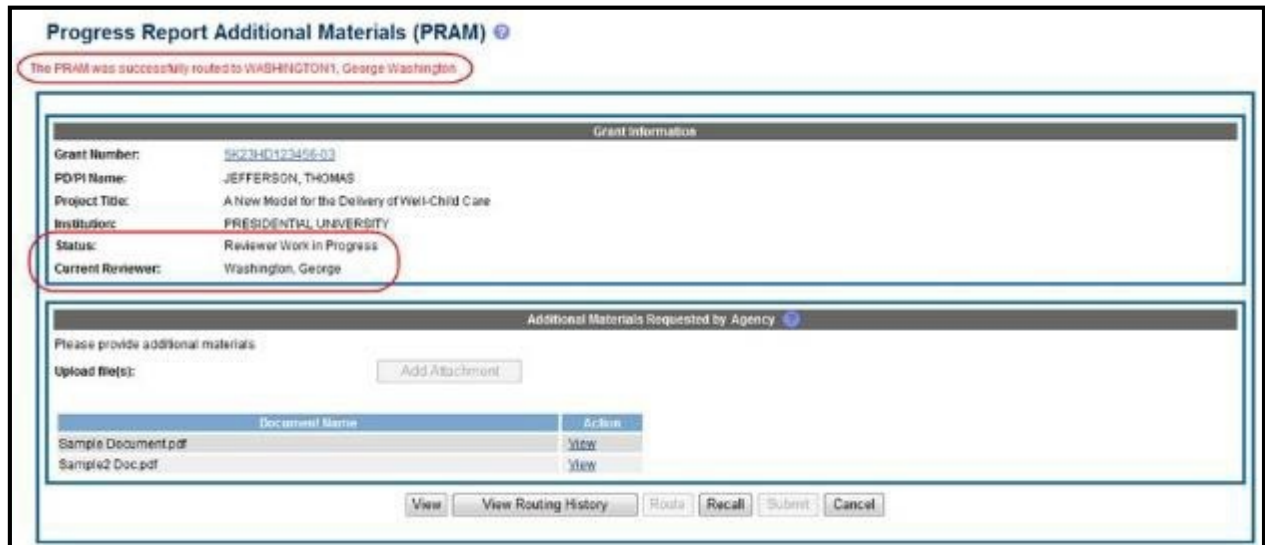 Progress Report Additional Materials (PRAM) ?
The PRAM was successfully routed to WASHINGTON1, George Washington
Grant Information
Grant Number: 5K23HD123456-03
PD/PI Name: JEFFERSON, THOMAS
Project Title: A New Model for the Delivery of Well-Child Care
Institution: PRESIDENTIAL UNIVERSITY
Status: Reviewer Work in Progress
Current Reviewer: Washington, George
Additional Materials Requested by Agency ?
Please provide additional materials
Upload file(s): Add Attachment
Document Name Action
Sample Document.pdf View
Sample2 Doc.pdf View
View View Routing History Route Recall Submit Cancel